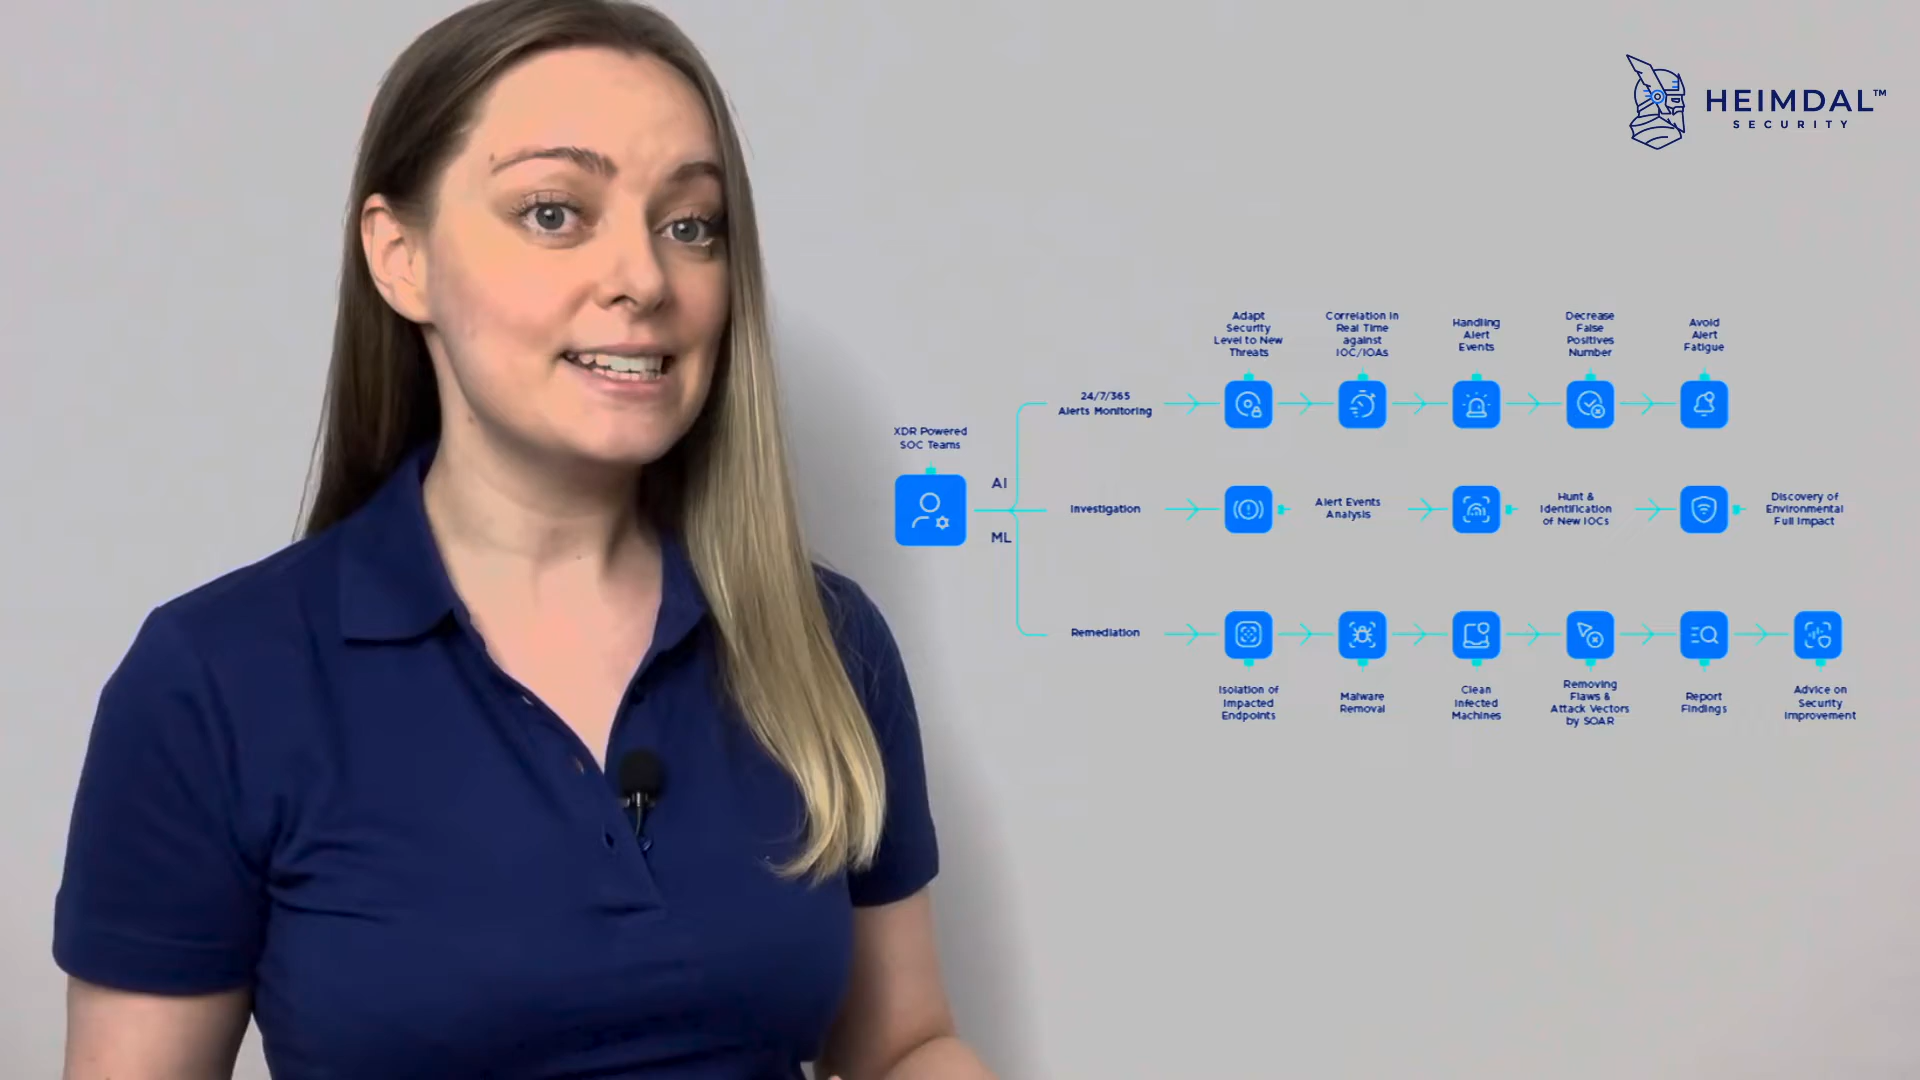 HEIMDAL™
SECURITY
XDR Powered
SOC Teams
AI
ML
24/7/365
Alerts Monitoring
Adapt
Security
Level to New
Threats
Correlation in
Real Time
against
IOC/IOAs
Handling
Alert
Events
Decrease
False
Positives
Number
Avoid
Alert
Fatigue
Investigation
Alert Events
Analysis
Hunt &
Identification
of New IOCs
Discovery of
Environmental
Full Impact
Remediation
Isolation of
Impacted
Endpoints
Malware
Removal
Clean
Infected
Machines
Removing
Flaws &
Attack Vectors
by SOAR
Report
Findings
Advice on
Security
Improvement